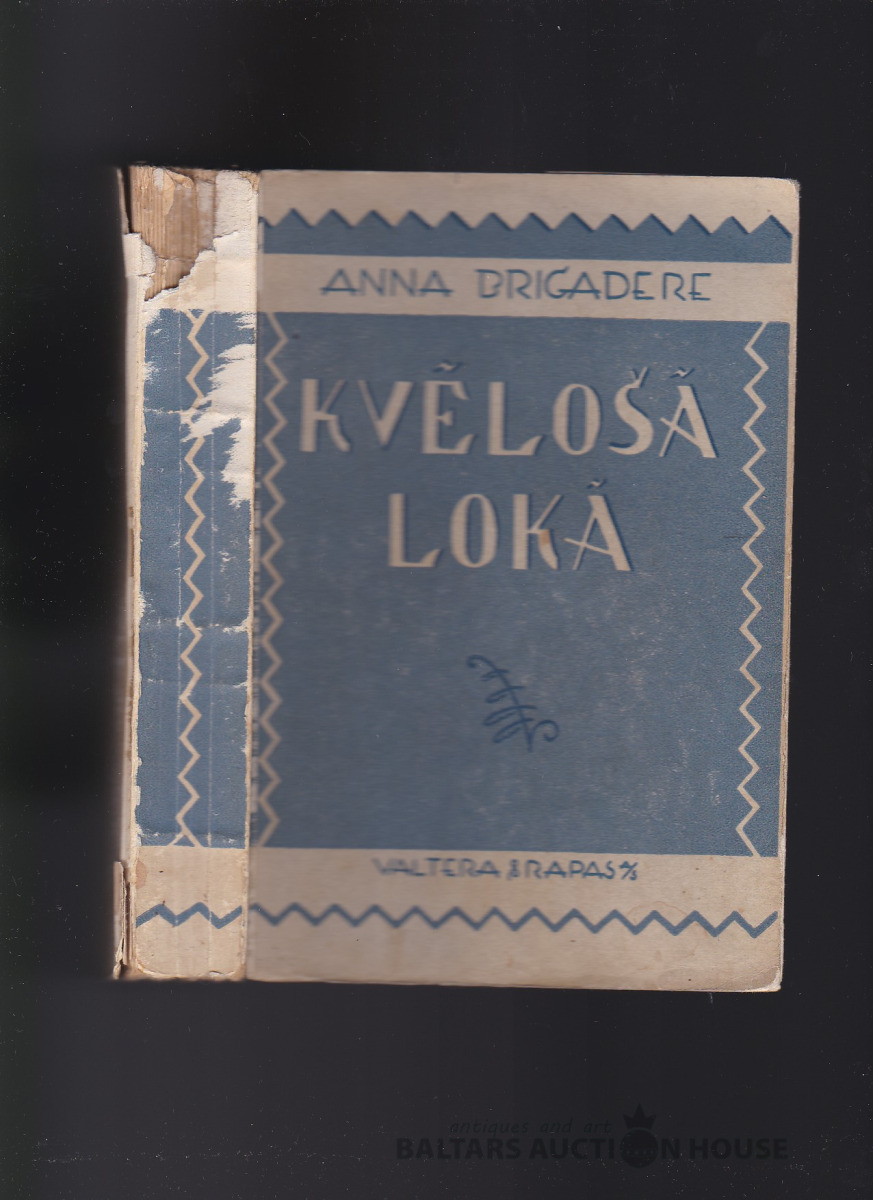 ANNA BRIGADERE
KVĒLOŠĀ
LOKĀ
VALTERA & RAPAS A/S
antiques and art
BALTARS AUCTION HOUSE